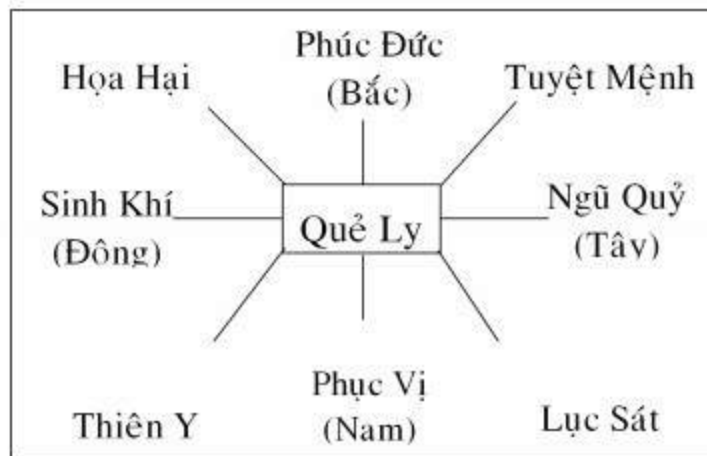 Họa Hại
Phúc Đức
(Bắc)
Tuyệt Mệnh
Sinh Khí
(Đông)
Quẻ Ly
Ngũ Quỷ
(Tây)
Thiên Y
Phục Vị
(Nam)
Lục Sát